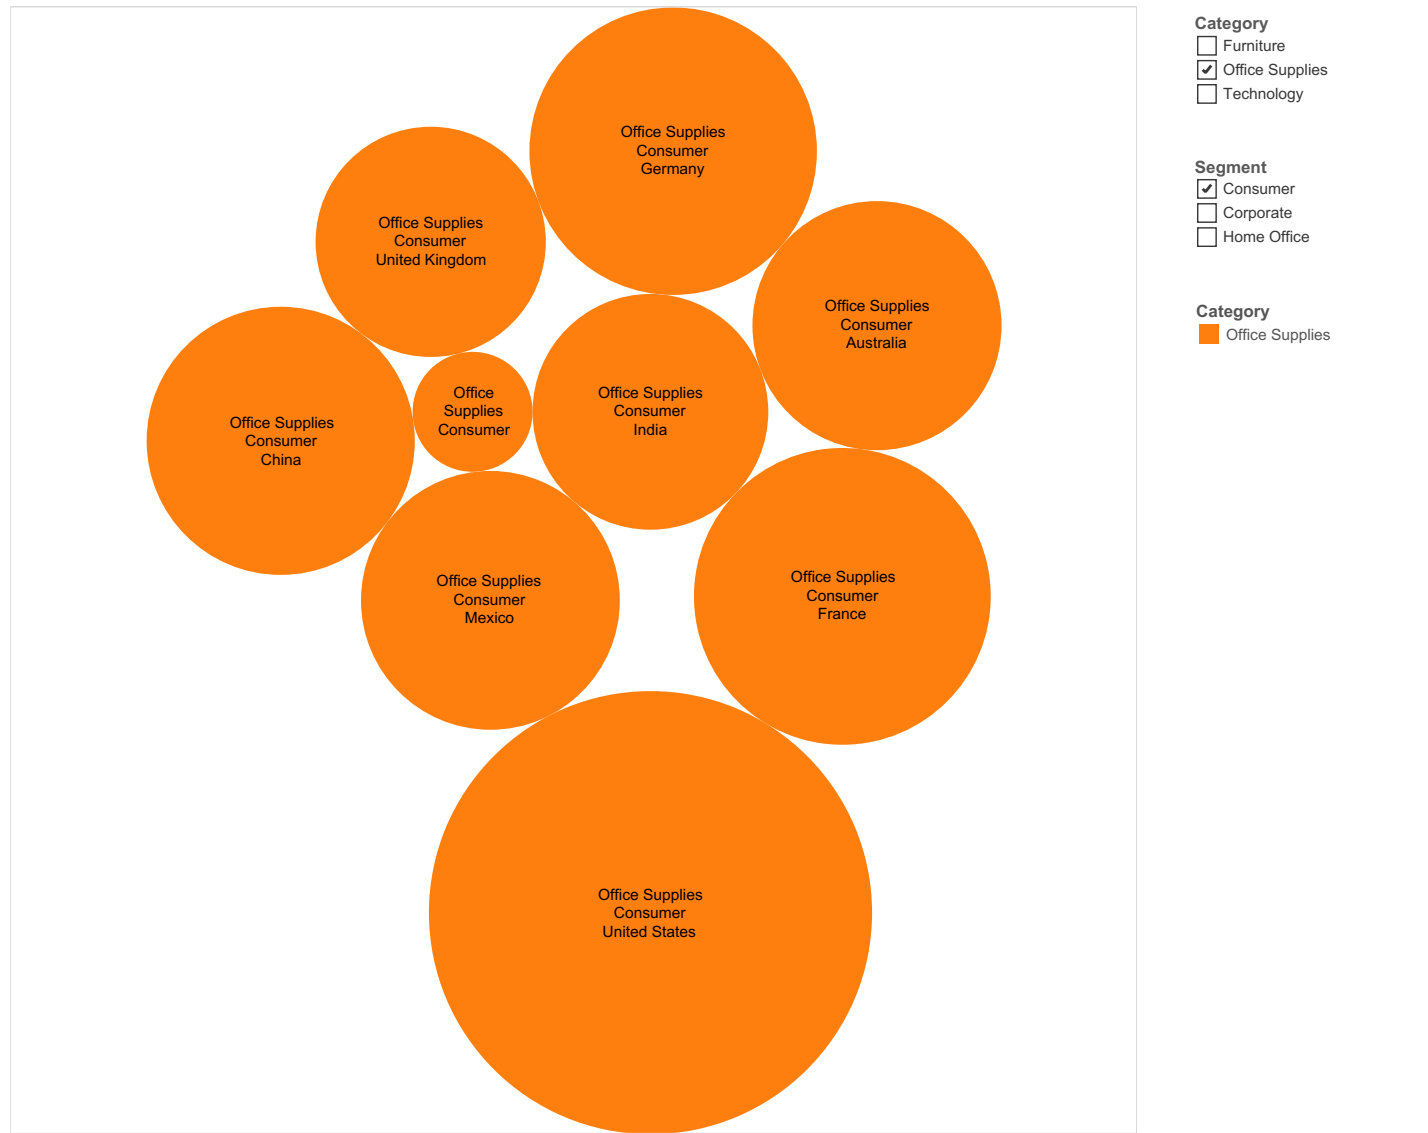 Office Supplies
Consumer
Germany
Office Supplies
Consumer
United Kingdom
Office Supplies
Consumer
Australia
Office Supplies
Consumer
China
Office
Supplies
Consumer
Office Supplies
Consumer
India
Office Supplies
Consumer
Mexico
Office Supplies
Consumer
France
Office Supplies
Consumer
United States
Category
Furniture
Office Supplies
Technology
Segment
Consumer
Corporate
Home Office
Category
Office Supplies